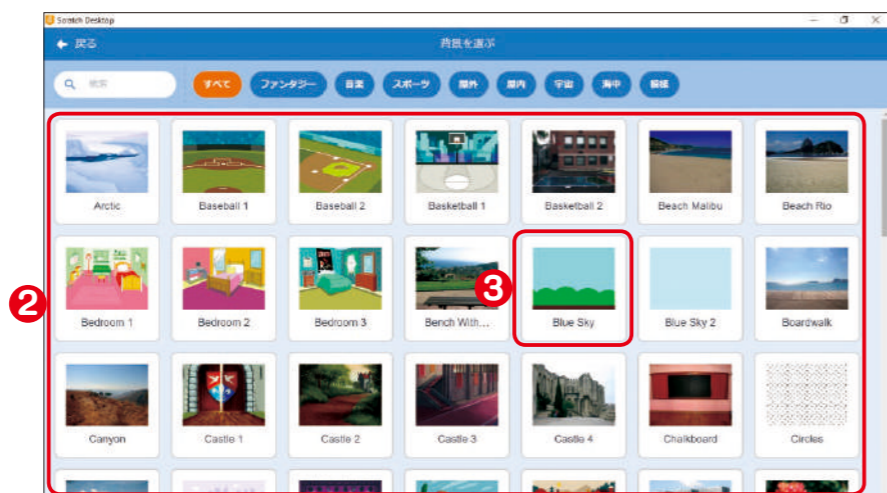 Scratch Desktop
戻る
背景を選ぶ
検索
すべて
ファンタジー
音楽
スポーツ
屋外
屋内
宇宙
海中
模様
Arctic
Baseball 1
Baseball 2
Basketball 1
Basketball 2
Beach Malibu
Beach Rio
❷
❸
Bedroom 1
Bedroom 2
Bedroom 3
Bench With...
Blue Sky
Blue Sky 2
Boardwalk
Canyon
Castle 1
Castle 2
Castle 3
Castle 4
Chalkboard
Circles